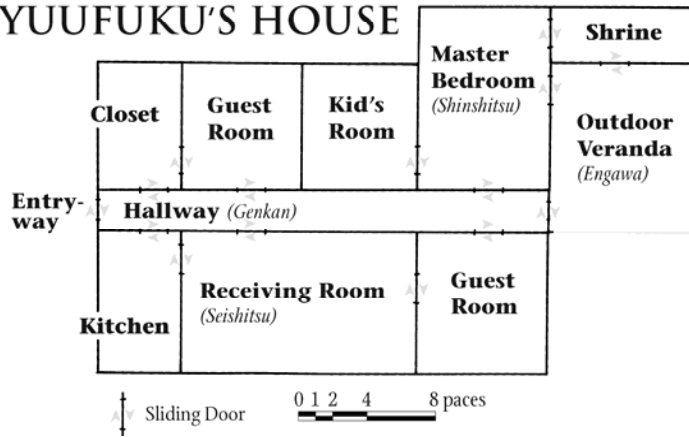 YUUFUKU'S HOUSE
Shrine
Master
Bedroom
(Shinshitsu)
Closet
Guest
Room
Kid's
Room
Outdoor
Veranda
(Engawa)
Entry-
way
Hallway (Genkan)
Receiving Room
(Seishitsu)
Guest
Room
Kitchen
Sliding Door
0 1 2 4 8 paces